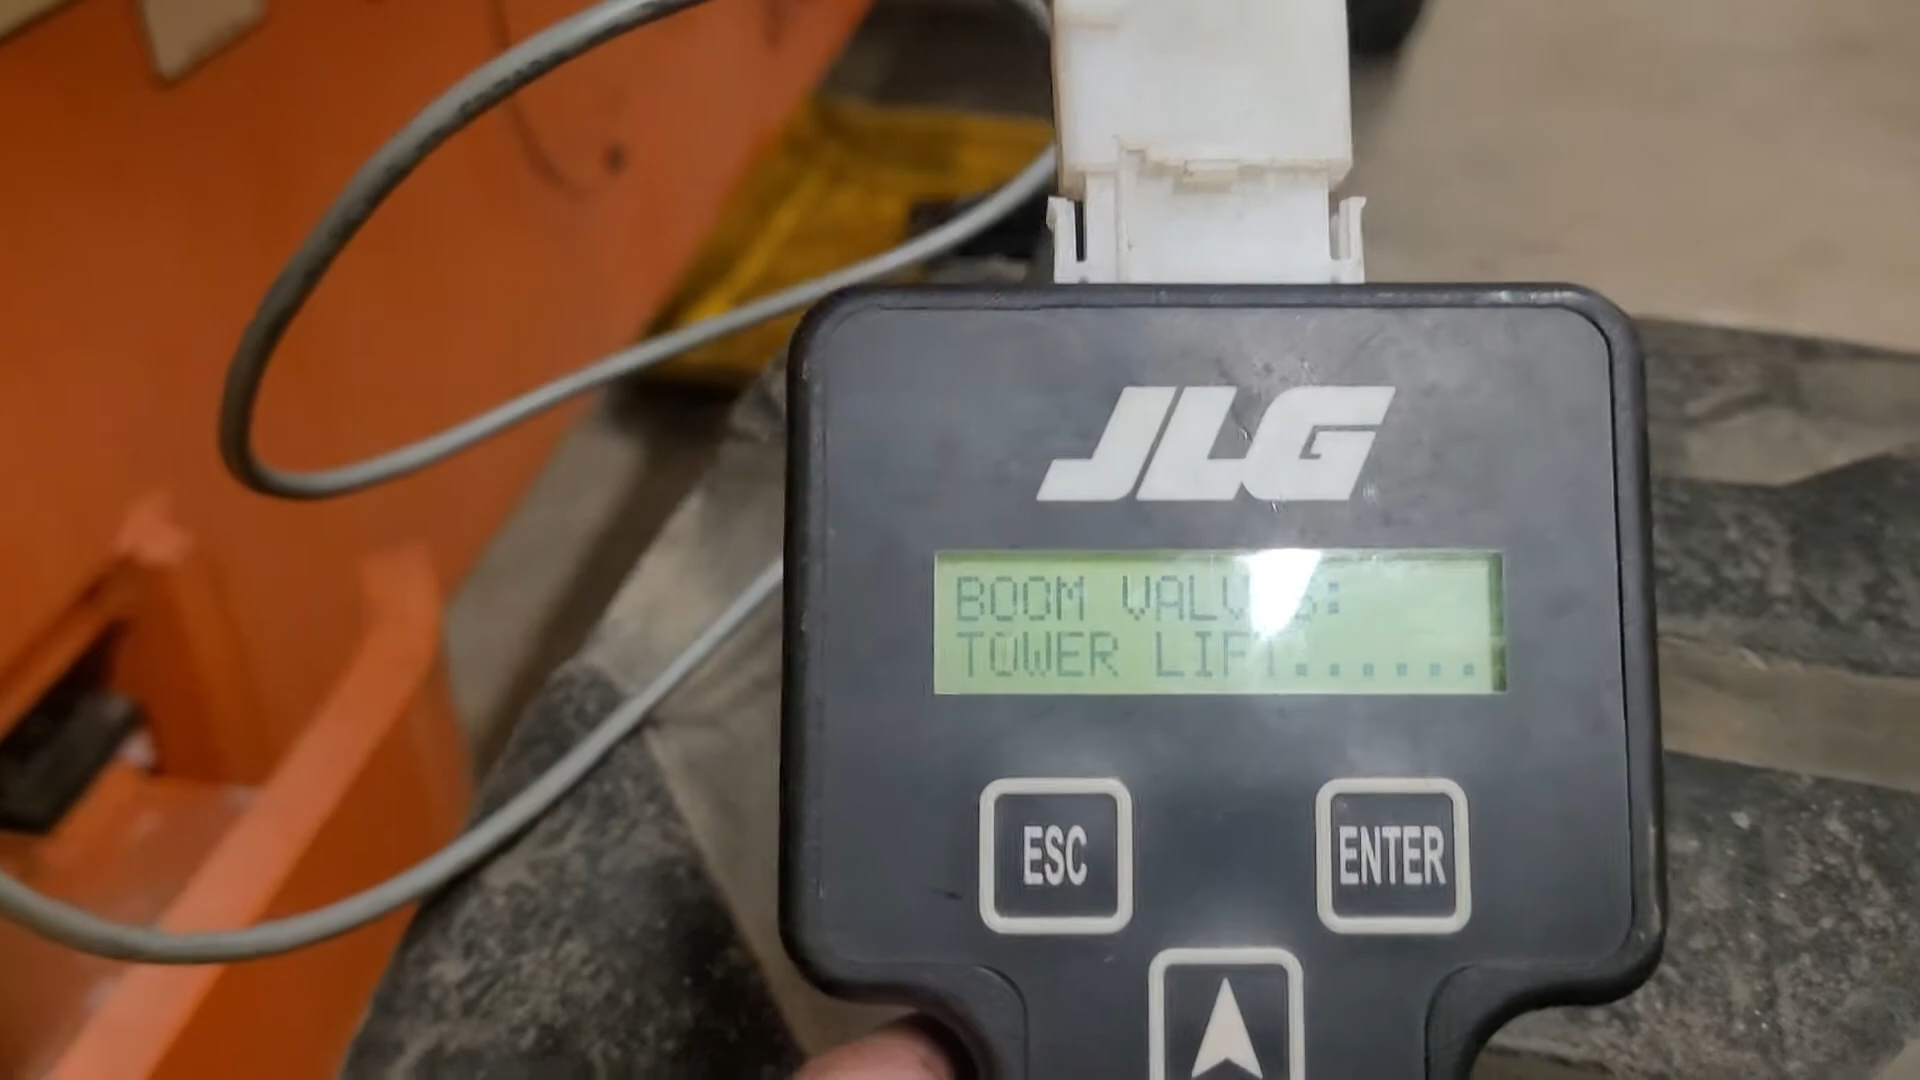 JLG
BOOM VALVES:
TOWER LIFT......
ESC
ENTER